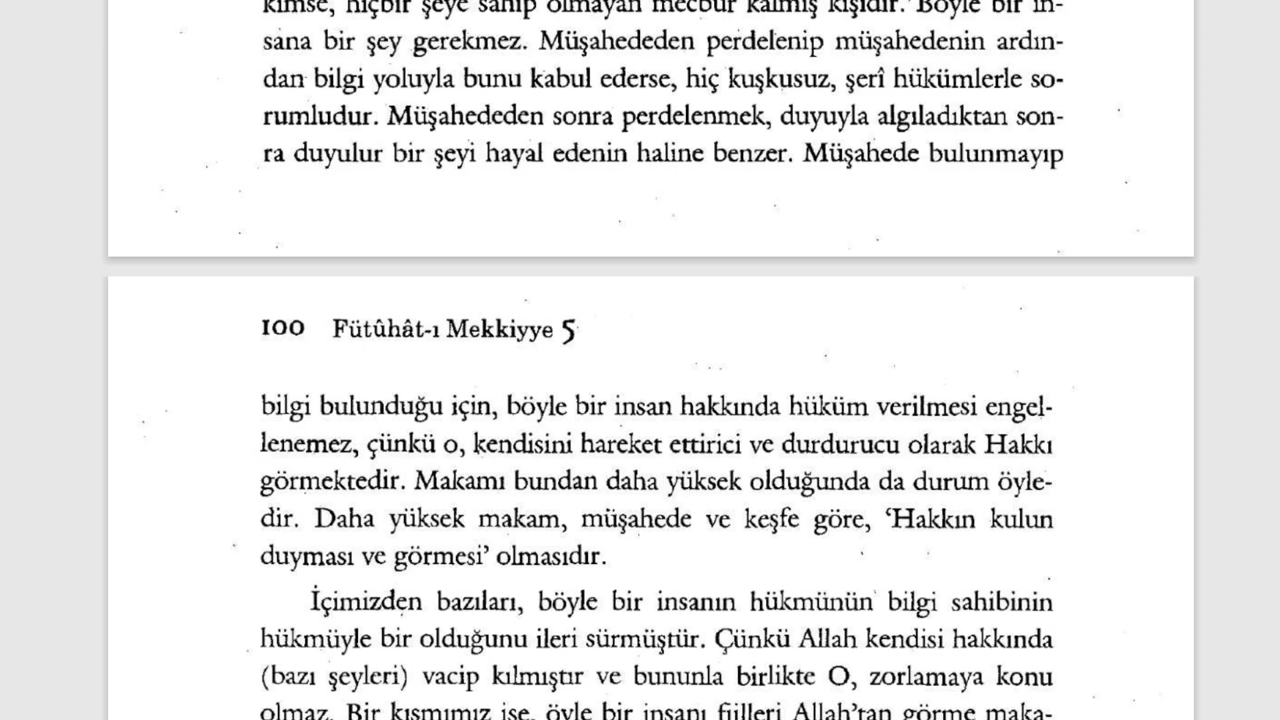 kimse, hiçbir şeye sahip olmayan mecbur kalmış kişidir. Böyle bir in-
sana bir şey gerekmez. Müşahededen perdelenip müşahedenin ardın-
dan bilgi yoluyla bunu kabul ederse, hiç kuşkusuz, şerî hükümlerle so-
rumludur. Müşahededen sonra perdelenmek, duyuyla algıladıktan son-
ra duyulur bir şeyi hayal edenin haline benzer. Müşahede bulunmayıp
100 Fütûhât-ı Mekkiyye 5
bilgi bulunduğu için, böyle bir insan hakkında hüküm verilmesi engel-
lenemez, çünkü o, kendisini hareket ettirici ve durdurucu olarak Hakkı
görmektedir. Makamı bundan daha yüksek olduğunda da durum öyle-
dir. Daha yüksek makam, müşahede ve keşfe göre, ‘Hakkın kulun
duyması ve görmesi’ olmasıdır.
İçimizden bazıları, böyle bir insanın hükmünün bilgi sahibinin
hükmüyle bir olduğunu ileri sürmüştür. Çünkü Allah kendisi hakkında
(bazı şeyleri) vacip kılmıştır ve bununla birlikte O, zorlamaya konu
olmaz. Bir kısmımız ise, öyle bir insanı fiilleri Allah’tan görme maka-